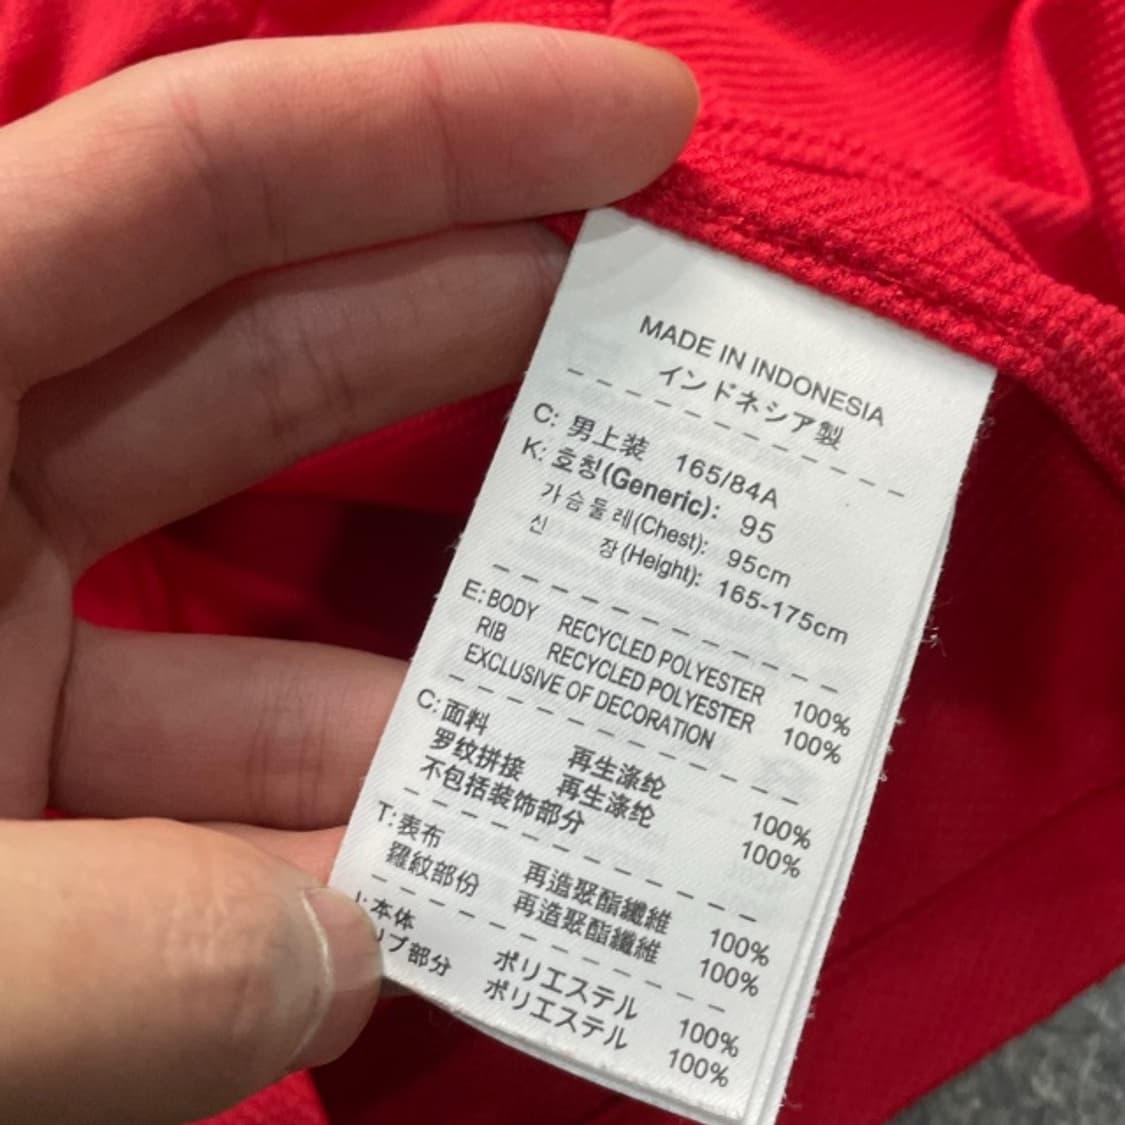 MADE IN INDONESIA
インドネシア製
C: 男上装 165/84A
K: 호칭(Generic): 95
가슴둘레(Chest): 95cm
신 장(Height): 165-175cm
E: BODY RECYCLED POLYESTER 100%
RIB RECYCLED POLYESTER 100%
EXCLUSIVE OF DECORATION
C: 面料 再生涤纶 100%
罗纹拼接 再生涤纶 100%
不包括装饰部分
T: 表布 再造聚酯纖維 100%
羅紋部份 再造聚酯纖維 100%
本体 ポリエステル 100%
リブ部分 ポリエステル 100%